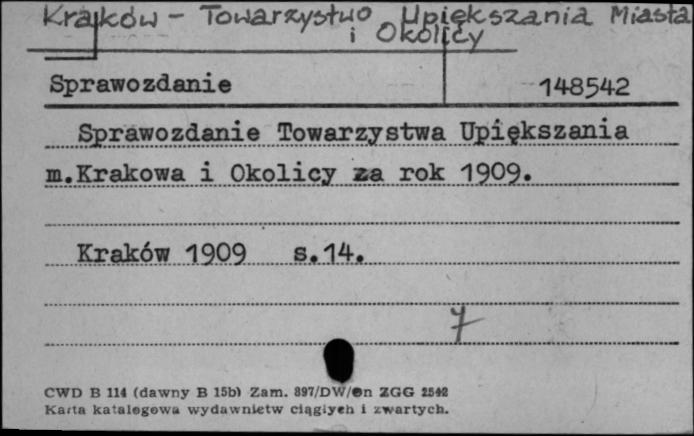 Kraków - Towarzystwo Upiększania Miasta
i Okolicy
Sprawozdanie 148542
Sprawozdanie Towarzystwa Upiększania
m.Krakowa i Okolicy za rok 1909.
Kraków 1909 s.14.
7
CWD B 114 (dawny B 15b) Zam. 897/DW/en ZGG 2542
Karta katalogowa wydawnictw ciągłych i zwartych.